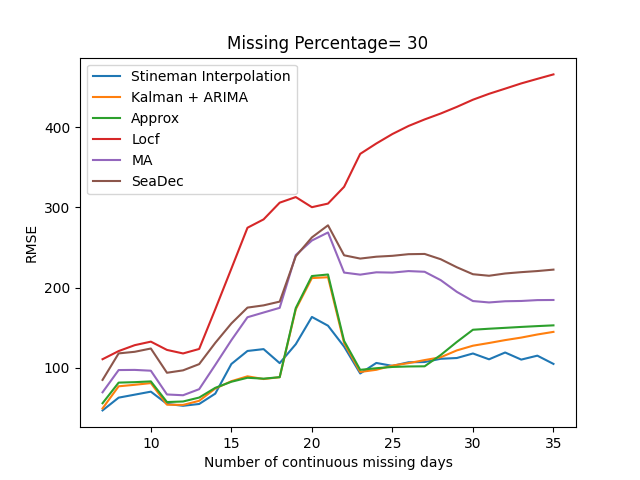 Missing Percentage= 30
Stineman Interpolation
Kalman + ARIMA
Approx
Locf
MA
SeaDec
RMSE
400
300
200
100
10 15 20 25 30 35
Number of continuous missing days